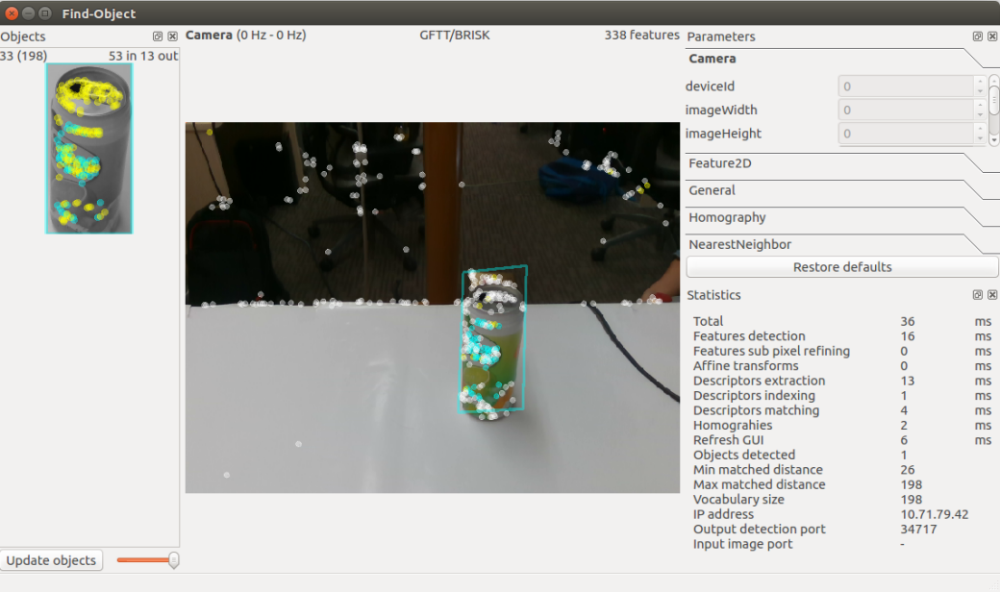 Find-Object
Objects
33 (198) 53 in 13 out
Update objects
Camera (0 Hz - 0 Hz) GFTT/BRISK 338 features
Parameters
Camera
deviceId 0
imageWidth 0
imageHeight 0
Feature2D
General
Homography
NearestNeighbor
Restore defaults
Statistics
Total 36 ms
Features detection 16 ms
Features sub pixel refining 0 ms
Affine transforms 0 ms
Descriptors extraction 13 ms
Descriptors indexing 1 ms
Descriptors matching 4 ms
Homograhies 2 ms
Refresh GUI 6 ms
Objects detected 1
Min matched distance 26
Max matched distance 198
Vocabulary size 198
IP address 10.71.79.42
Output detection port 34717
Input image port -